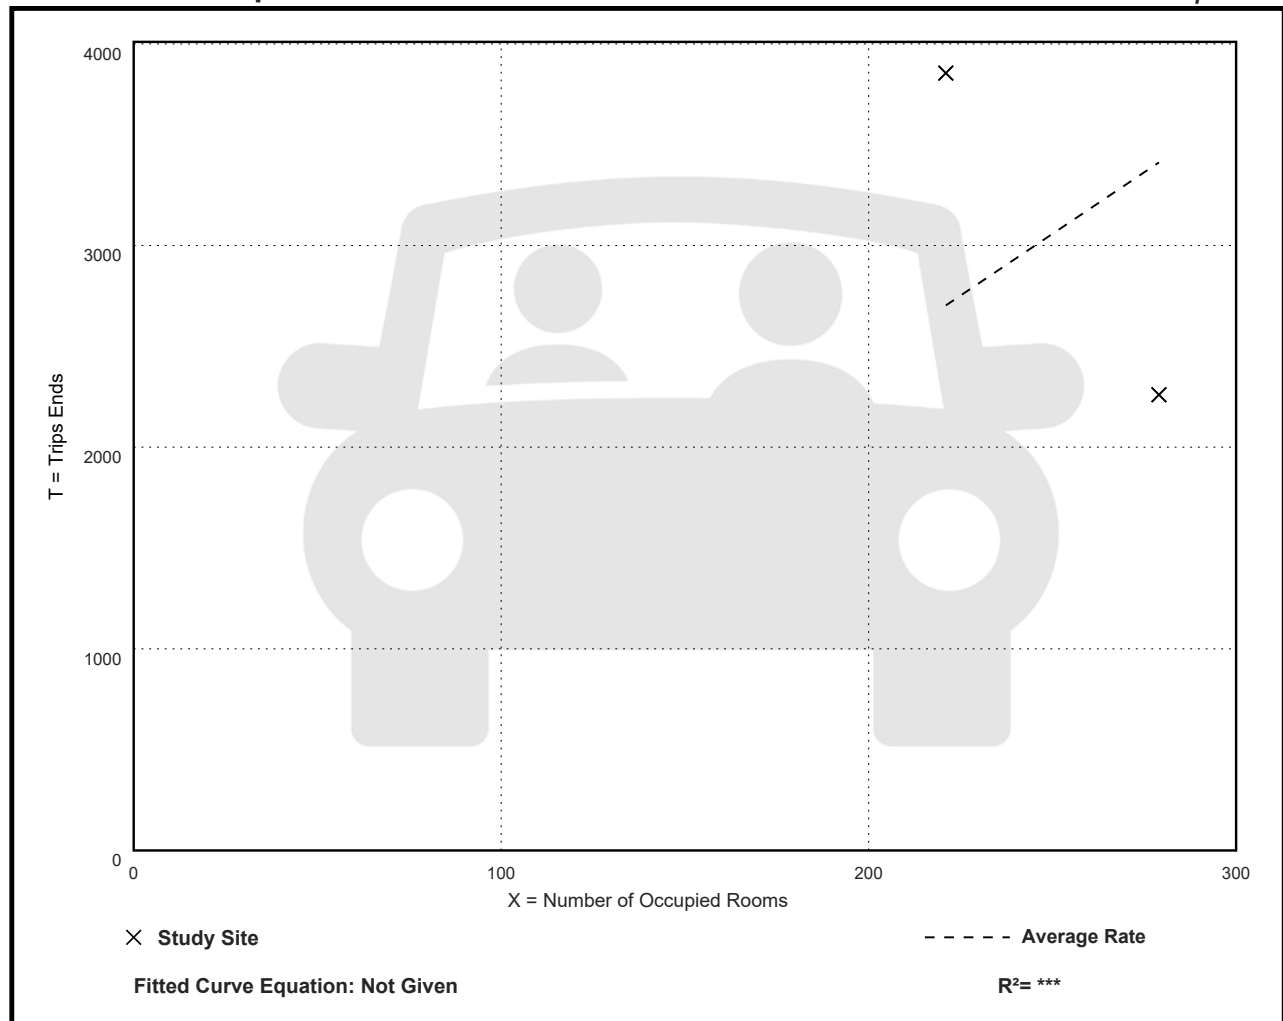 4000
3000
2000
1000
0
T = Trips Ends
0 100 200 300
X = Number of Occupied Rooms
Study Site
Average Rate
Fitted Curve Equation: Not Given
R²= ***